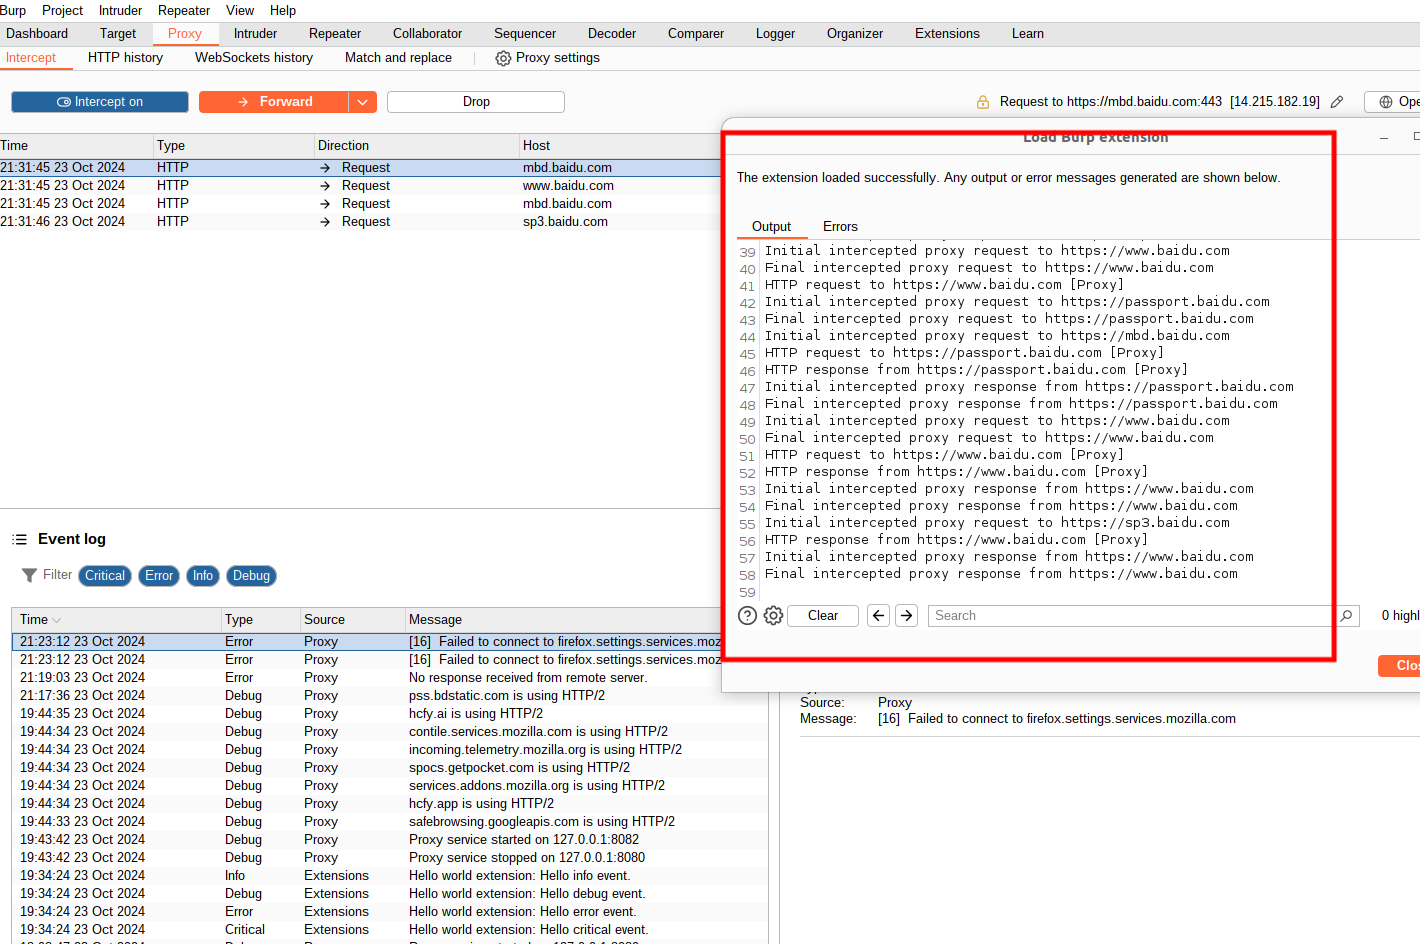 Burp Project Intruder Repeater View Help
Dashboard Target Proxy Intruder Repeater Collaborator Sequencer Decoder Comparer Logger Organizer Extensions Learn
Intercept HTTP history WebSockets history Match and replace Proxy settings
Intercept on Forward Drop Request to https://mbd.baidu.com:443 [14.215.182.19]
Time Type Direction Host
21:31:45 23 Oct 2024 HTTP → Request mbd.baidu.com
21:31:45 23 Oct 2024 HTTP → Request www.baidu.com
21:31:45 23 Oct 2024 HTTP → Request mbd.baidu.com
21:31:46 23 Oct 2024 HTTP → Request sp3.baidu.com
Load Burp extension
The extension loaded successfully. Any output or error messages generated are shown below.
Output Errors
39 Initial intercepted proxy request to https://www.baidu.com
40 Final intercepted proxy request to https://www.baidu.com
41 HTTP request to https://www.baidu.com [Proxy]
42 Initial intercepted proxy request to https://passport.baidu.com
43 Final intercepted proxy request to https://passport.baidu.com
44 Initial intercepted proxy request to https://mbd.baidu.com
45 HTTP request to https://passport.baidu.com [Proxy]
46 HTTP response from https://passport.baidu.com [Proxy]
47 Initial intercepted proxy response from https://passport.baidu.com
48 Final intercepted proxy response from https://passport.baidu.com
49 Initial intercepted proxy request to https://www.baidu.com
50 Final intercepted proxy request to https://www.baidu.com
51 HTTP request to https://www.baidu.com [Proxy]
52 HTTP response from https://www.baidu.com [Proxy]
53 Initial intercepted proxy response from https://www.baidu.com
54 Final intercepted proxy response from https://www.baidu.com
55 Initial intercepted proxy request to https://sp3.baidu.com
56 HTTP response from https://www.baidu.com [Proxy]
57 Initial intercepted proxy response from https://www.baidu.com
58 Final intercepted proxy response from https://www.baidu.com
59
Clear Search 0 highl
Clos
Event log
Filter Critical Error Info Debug
Time Type Source Message
21:23:12 23 Oct 2024 Error Proxy [16] Failed to connect to firefox.settings.services.moz
21:23:12 23 Oct 2024 Error Proxy [16] Failed to connect to firefox.settings.services.moz
21:19:03 23 Oct 2024 Error Proxy No response received from remote server.
21:17:36 23 Oct 2024 Debug Proxy pss.bdstatic.com is using HTTP/2
19:44:35 23 Oct 2024 Debug Proxy hcfy.ai is using HTTP/2
19:44:34 23 Oct 2024 Debug Proxy contile.services.mozilla.com is using HTTP/2
19:44:34 23 Oct 2024 Debug Proxy incoming.telemetry.mozilla.org is using HTTP/2
19:44:34 23 Oct 2024 Debug Proxy spocs.getpocket.com is using HTTP/2
19:44:34 23 Oct 2024 Debug Proxy services.addons.mozilla.org is using HTTP/2
19:44:34 23 Oct 2024 Debug Proxy hcfy.app is using HTTP/2
19:44:33 23 Oct 2024 Debug Proxy safebrowsing.googleapis.com is using HTTP/2
19:43:42 23 Oct 2024 Debug Proxy Proxy service started on 127.0.0.1:8082
19:43:42 23 Oct 2024 Debug Proxy Proxy service stopped on 127.0.0.1:8080
19:34:24 23 Oct 2024 Info Extensions Hello world extension: Hello info event.
19:34:24 23 Oct 2024 Debug Extensions Hello world extension: Hello debug event.
19:34:24 23 Oct 2024 Error Extensions Hello world extension: Hello error event.
19:34:24 23 Oct 2024 Critical Extensions Hello world extension: Hello critical event.
Source: Proxy
Message: [16] Failed to connect to firefox.settings.services.mozilla.com